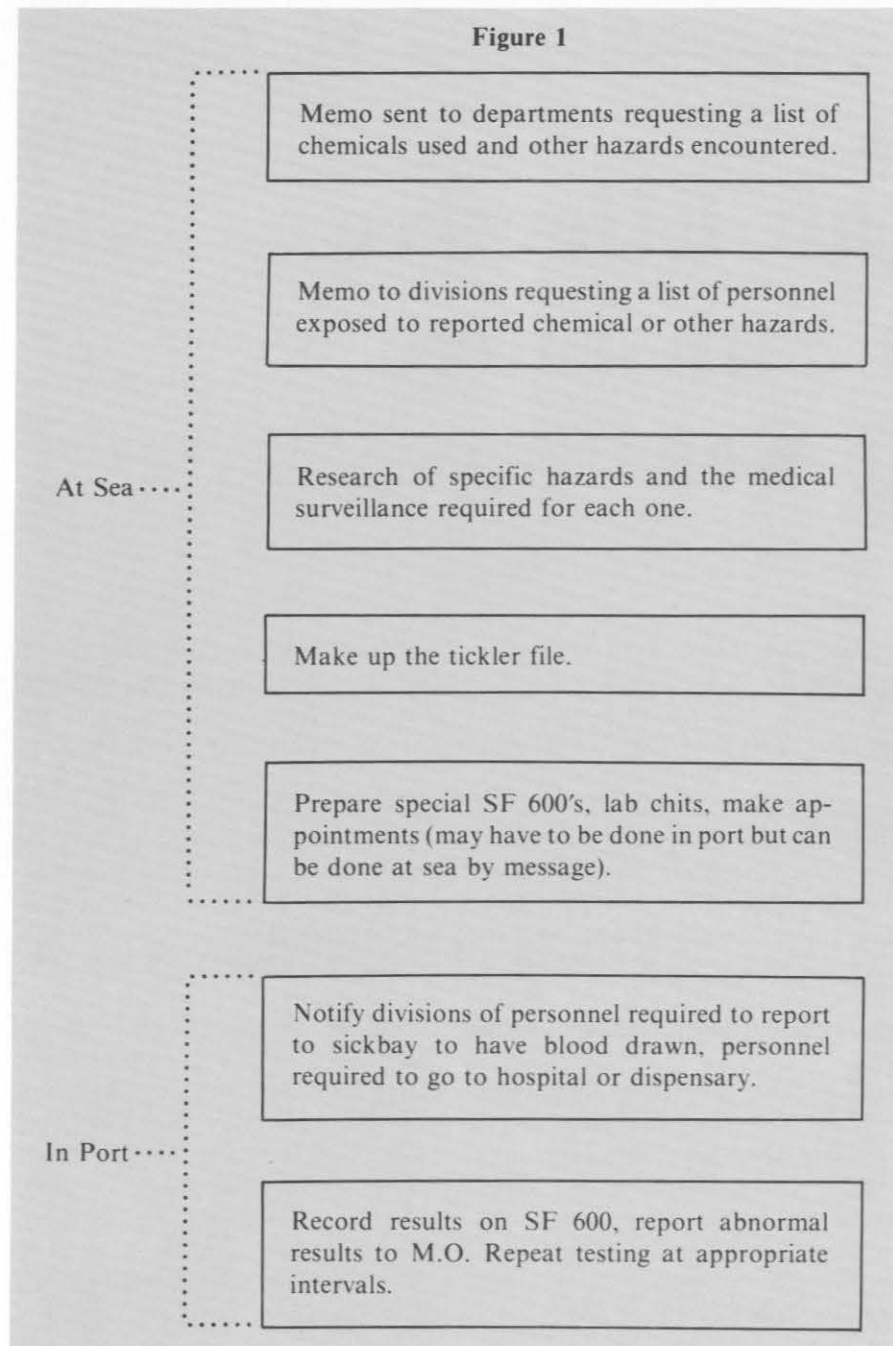 Figure 1
Memo sent to departments requesting a list of
chemicals used and other hazards encountered.
Memo to divisions requesting a list of personnel
exposed to reported chemical or other hazards.
At Sea ....
Research of specific hazards and the medical
surveillance required for each one.
Make up the tickler file.
Prepare special SF 600's, lab chits, make ap-
pointments (may have to be done in port but can
be done at sea by message).
Notify divisions of personnel required to report
to sickbay to have blood drawn, personnel
required to go to hospital or dispensary.
In Port ....
Record results on SF 600, report abnormal
results to M.O. Repeat testing at appropriate
intervals.